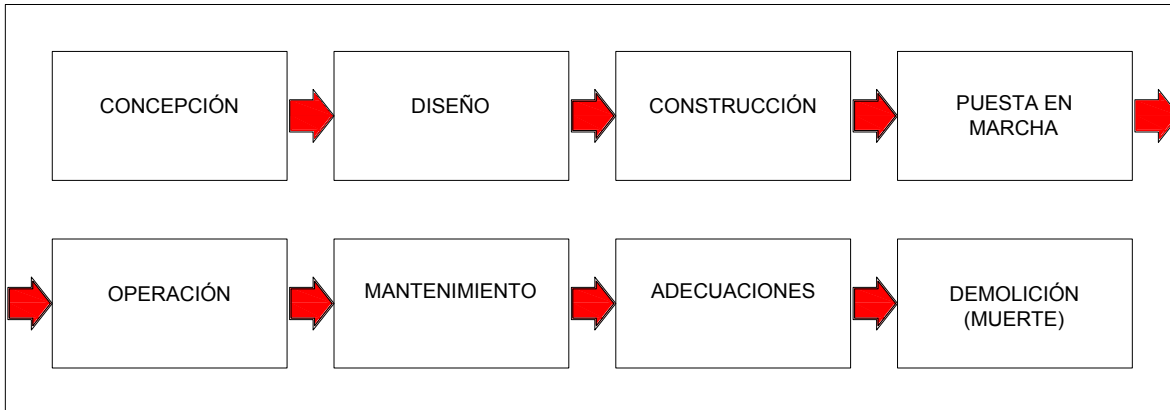 CONCEPCIÓN
DISEÑO
CONSTRUCCIÓN
PUESTA EN
MARCHA
OPERACIÓN
MANTENIMIENTO
ADECUACIONES
DEMOLICIÓN
(MUERTE)